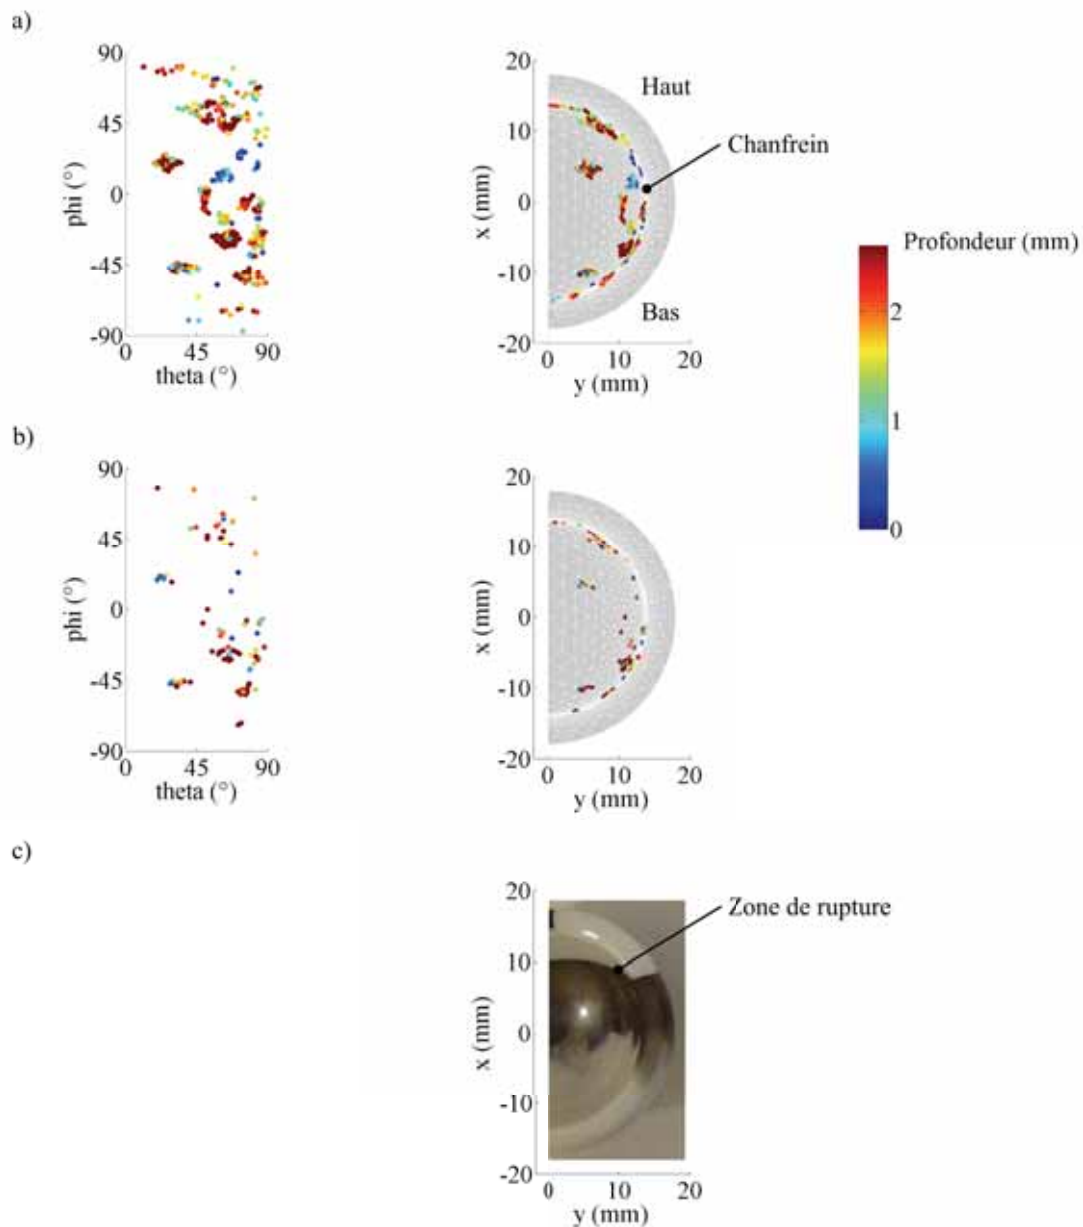 a)
90
45
0
-45
-90
phi (°)
0 45 90
theta (°)
20
10
0
-10
-20
x (mm)
0 10 20
y (mm)
Haut
Chanfrein
Bas
Profondeur (mm)
2
1
0
b)
90
45
0
-45
-90
phi (°)
0 45 90
theta (°)
20
10
0
-10
-20
x (mm)
0 10 20
y (mm)
c)
20
10
0
-10
-20
x (mm)
0 10 20
y (mm)
Zone de rupture